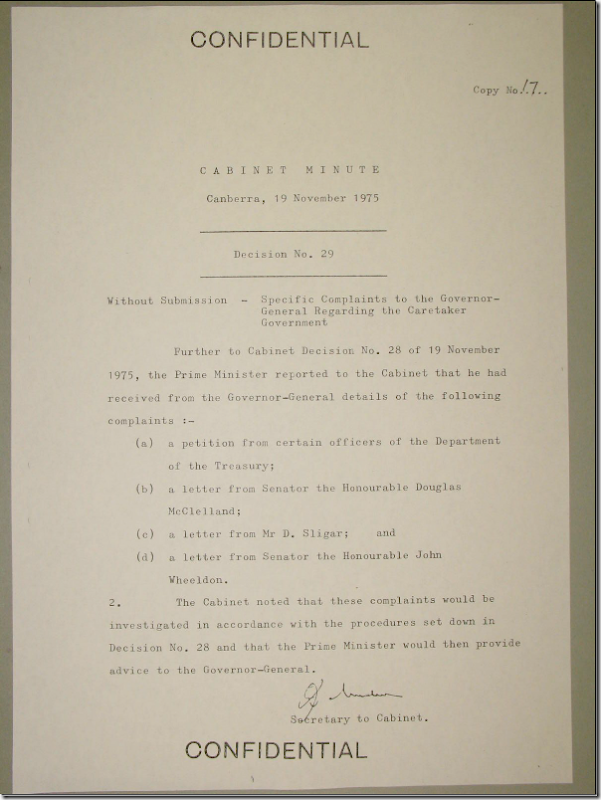 CONFIDENTIAL
Copy No. 17..
CABINET MINUTE
Canberra, 19 November 1975
Decision No. 29
Without Submission - Specific Complaints to the Governor-
General Regarding the Caretaker
Government
Further to Cabinet Decision No. 28 of 19 November
1975, the Prime Minister reported to the Cabinet that he had
received from the Governor-General details of the following
complaints :-
(a) a petition from certain officers of the Department
of the Treasury;
(b) a letter from Senator the Honourable Douglas
McClelland;
(c) a letter from Mr D. Sligar; and
(d) a letter from Senator the Honourable John
Wheeldon.
2. The Cabinet noted that these complaints would be
investigated in accordance with the procedures set down in
Decision No. 28 and that the Prime Minister would then provide
advice to the Governor-General.
Secretary to Cabinet.
CONFIDENTIAL